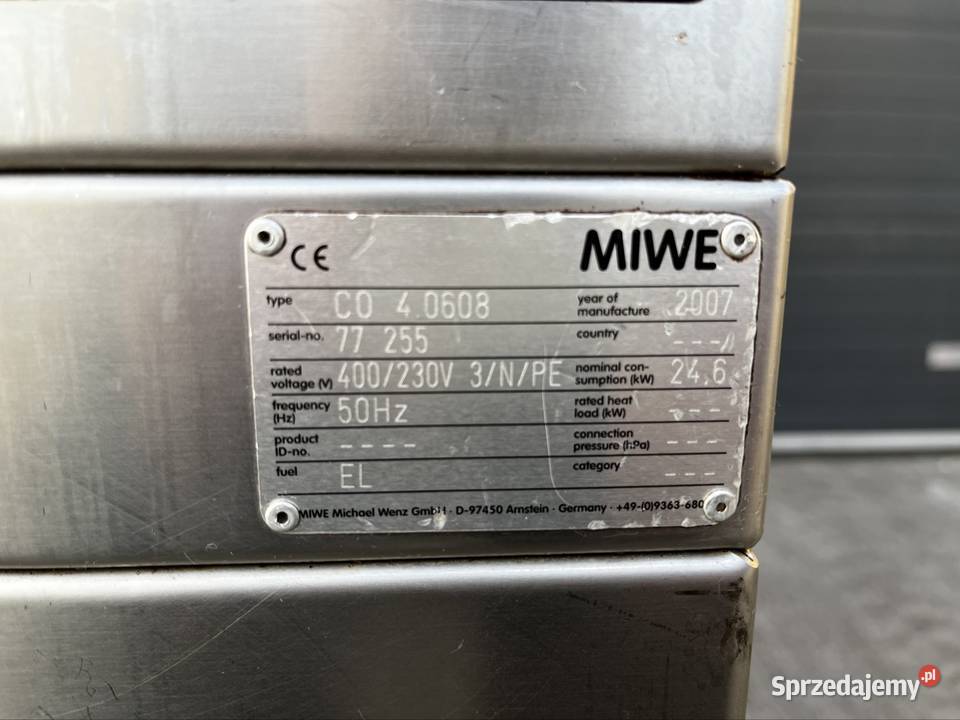 CE MIWE
type CO 4.0608 year of manufacture 2007
serial-no. 77 255 country ---
rated voltage (V) 400/230V 3/N/PE nominal con-sumption (kW) 24,6
frequency (Hz) 50Hz rated heat load (kW) ---
product ID-no. ---- connection pressure (hPa) ---
fuel EL category ---
MIWE Michael Wenz GmbH · D-97450 Arnstein · Germany · +49-(0)9363-680
Sprzedajemy.pl